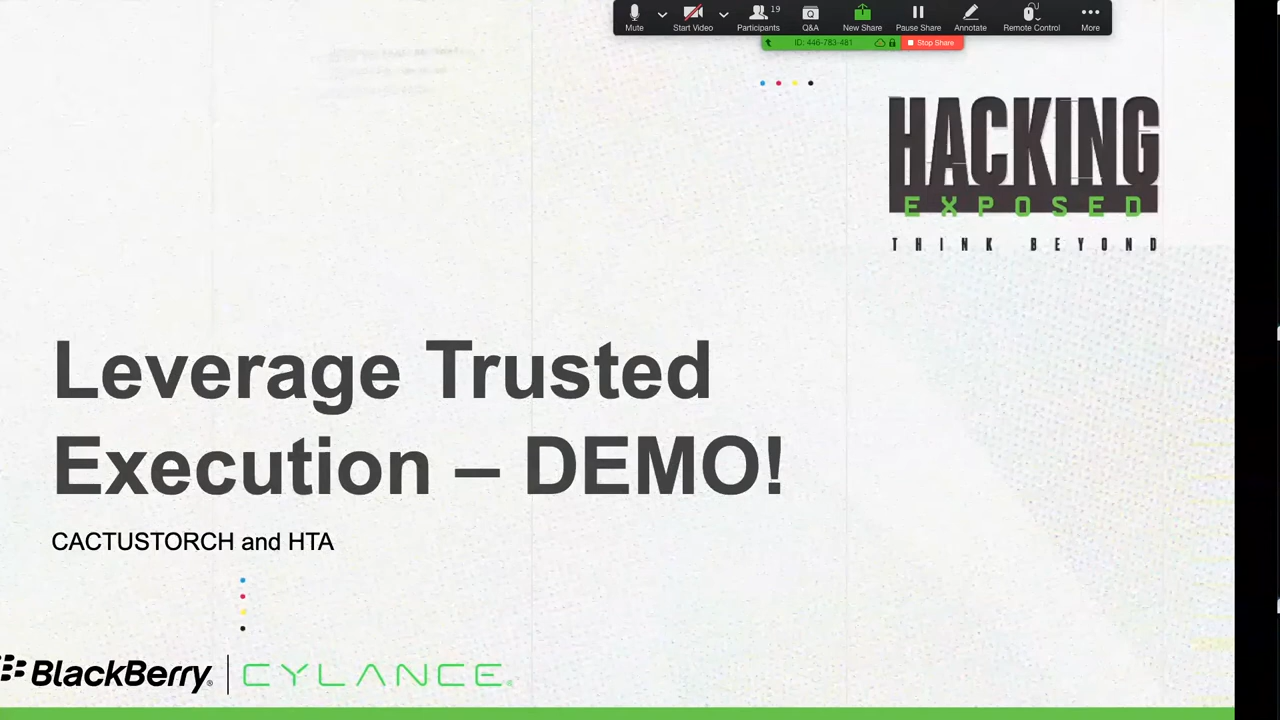 Mute
Start Video
Participants
19
Q&A
New Share
Pause Share
Annotate
Remote Control
More
ID: 446-783-481
Stop Share
HACKING
EXPOSED
THINK BEYOND
Leverage Trusted
Execution – DEMO!
CACTUSTORCH and HTA
BlackBerry® | CYLANCE®